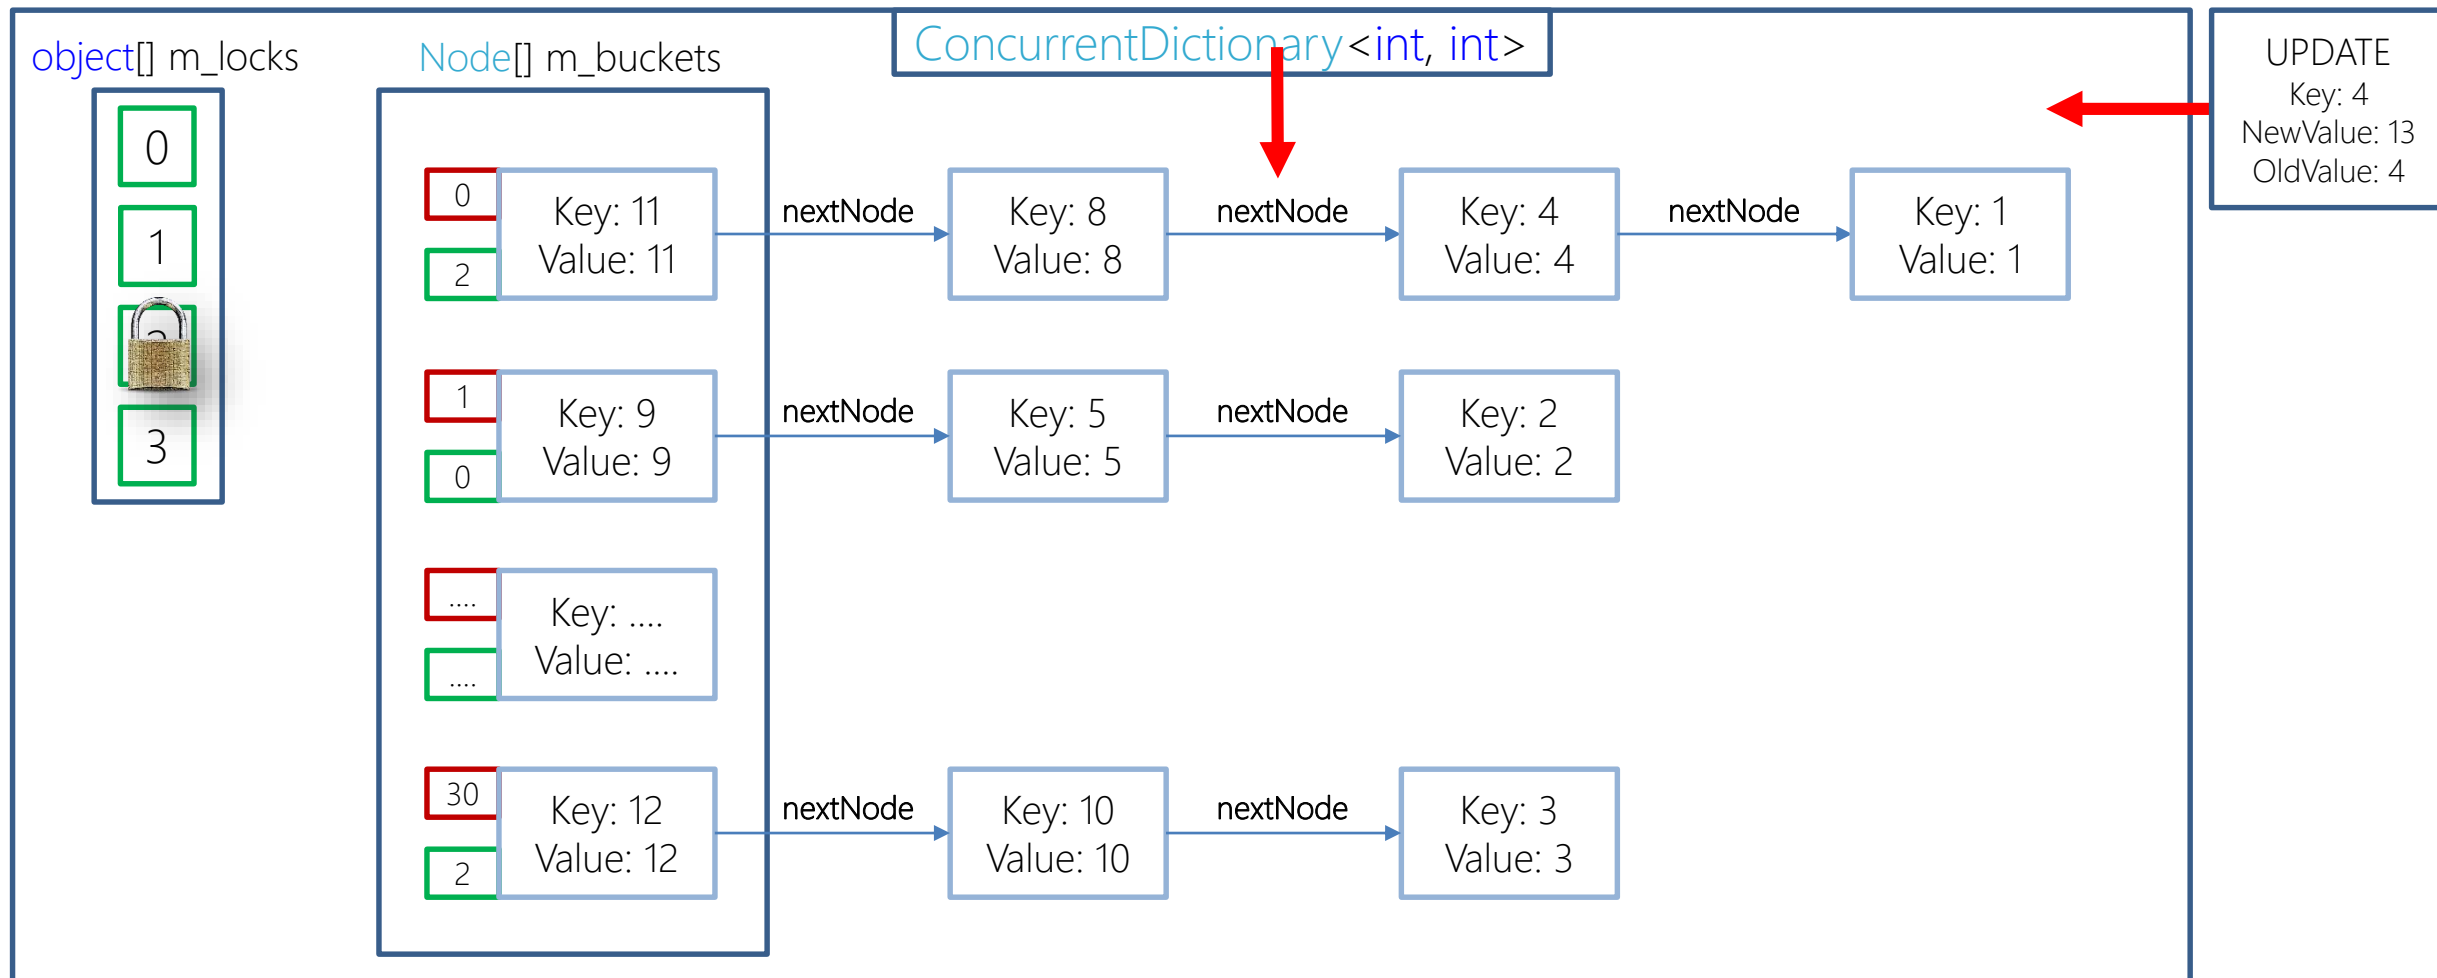 ConcurrentDictionary<int, int>
object[] m_locks
0
1
3
Node[] m_buckets
0
2
Key: 11
Value: 11
nextNode
Key: 8
Value: 8
nextNode
Key: 4
Value: 4
nextNode
Key: 1
Value: 1
1
0
Key: 9
Value: 9
nextNode
Key: 5
Value: 5
nextNode
Key: 2
Value: 2
....
....
Key: ....
Value: ....
30
2
Key: 12
Value: 12
nextNode
Key: 10
Value: 10
nextNode
Key: 3
Value: 3
UPDATE
Key: 4
NewValue: 13
OldValue: 4